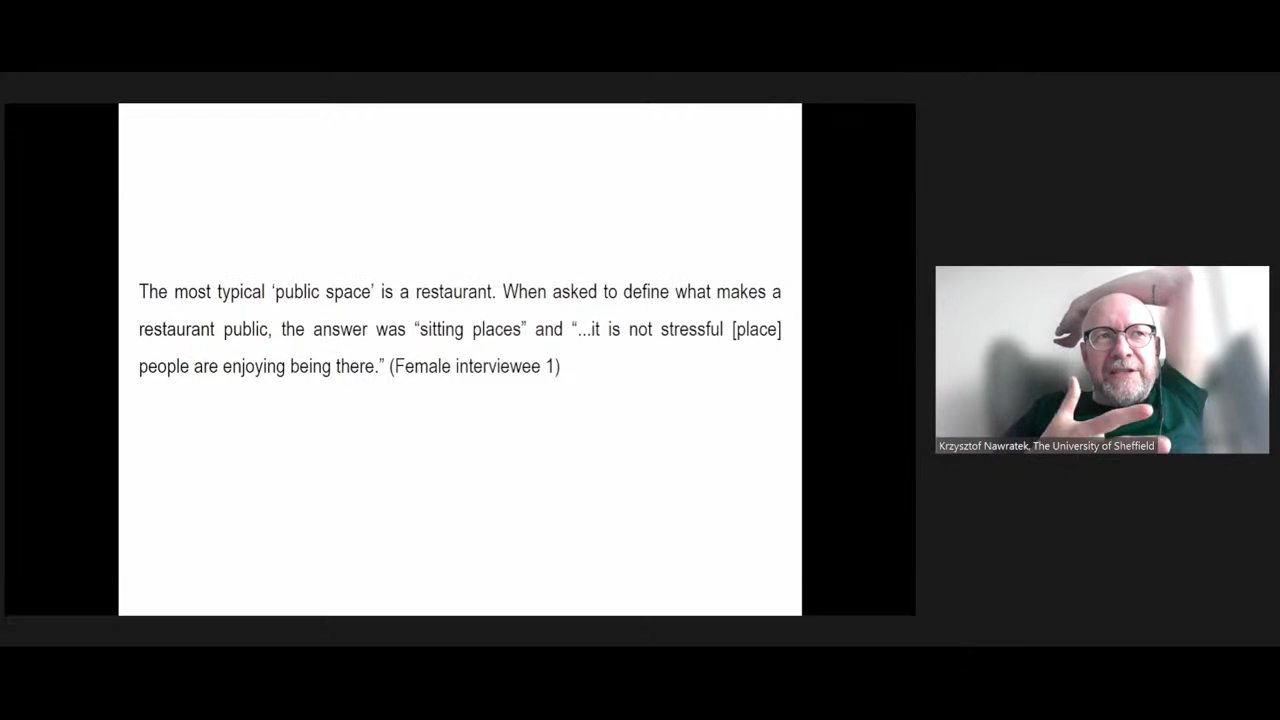 The most typical ‘public space’ is a restaurant. When asked to define what makes a
restaurant public, the answer was “sitting places” and “...it is not stressful [place]
people are enjoying being there.” (Female interviewee 1)
Krzysztof Nawratek, The University of Sheffield